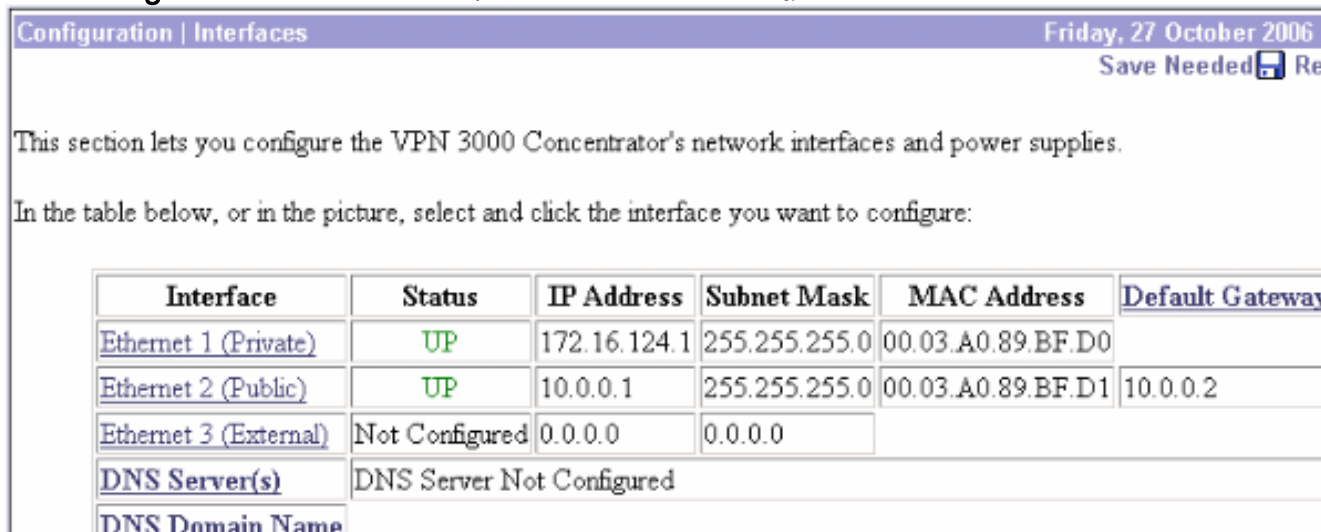 Configuration | Interfaces Friday, 27 October 2006
Save Needed Re
This section lets you configure the VPN 3000 Concentrator's network interfaces and power supplies.
In the table below, or in the picture, select and click the interface you want to configure:
Interface Status IP Address Subnet Mask MAC Address Default Gateway
Ethernet 1 (Private) UP 172.16.124.1 255.255.255.0 00.03.A0.89.BF.D0
Ethernet 2 (Public) UP 10.0.0.1 255.255.255.0 00.03.A0.89.BF.D1 10.0.0.2
Ethernet 3 (External) Not Configured 0.0.0.0 0.0.0.0
DNS Server(s) DNS Server Not Configured
DNS Domain Name